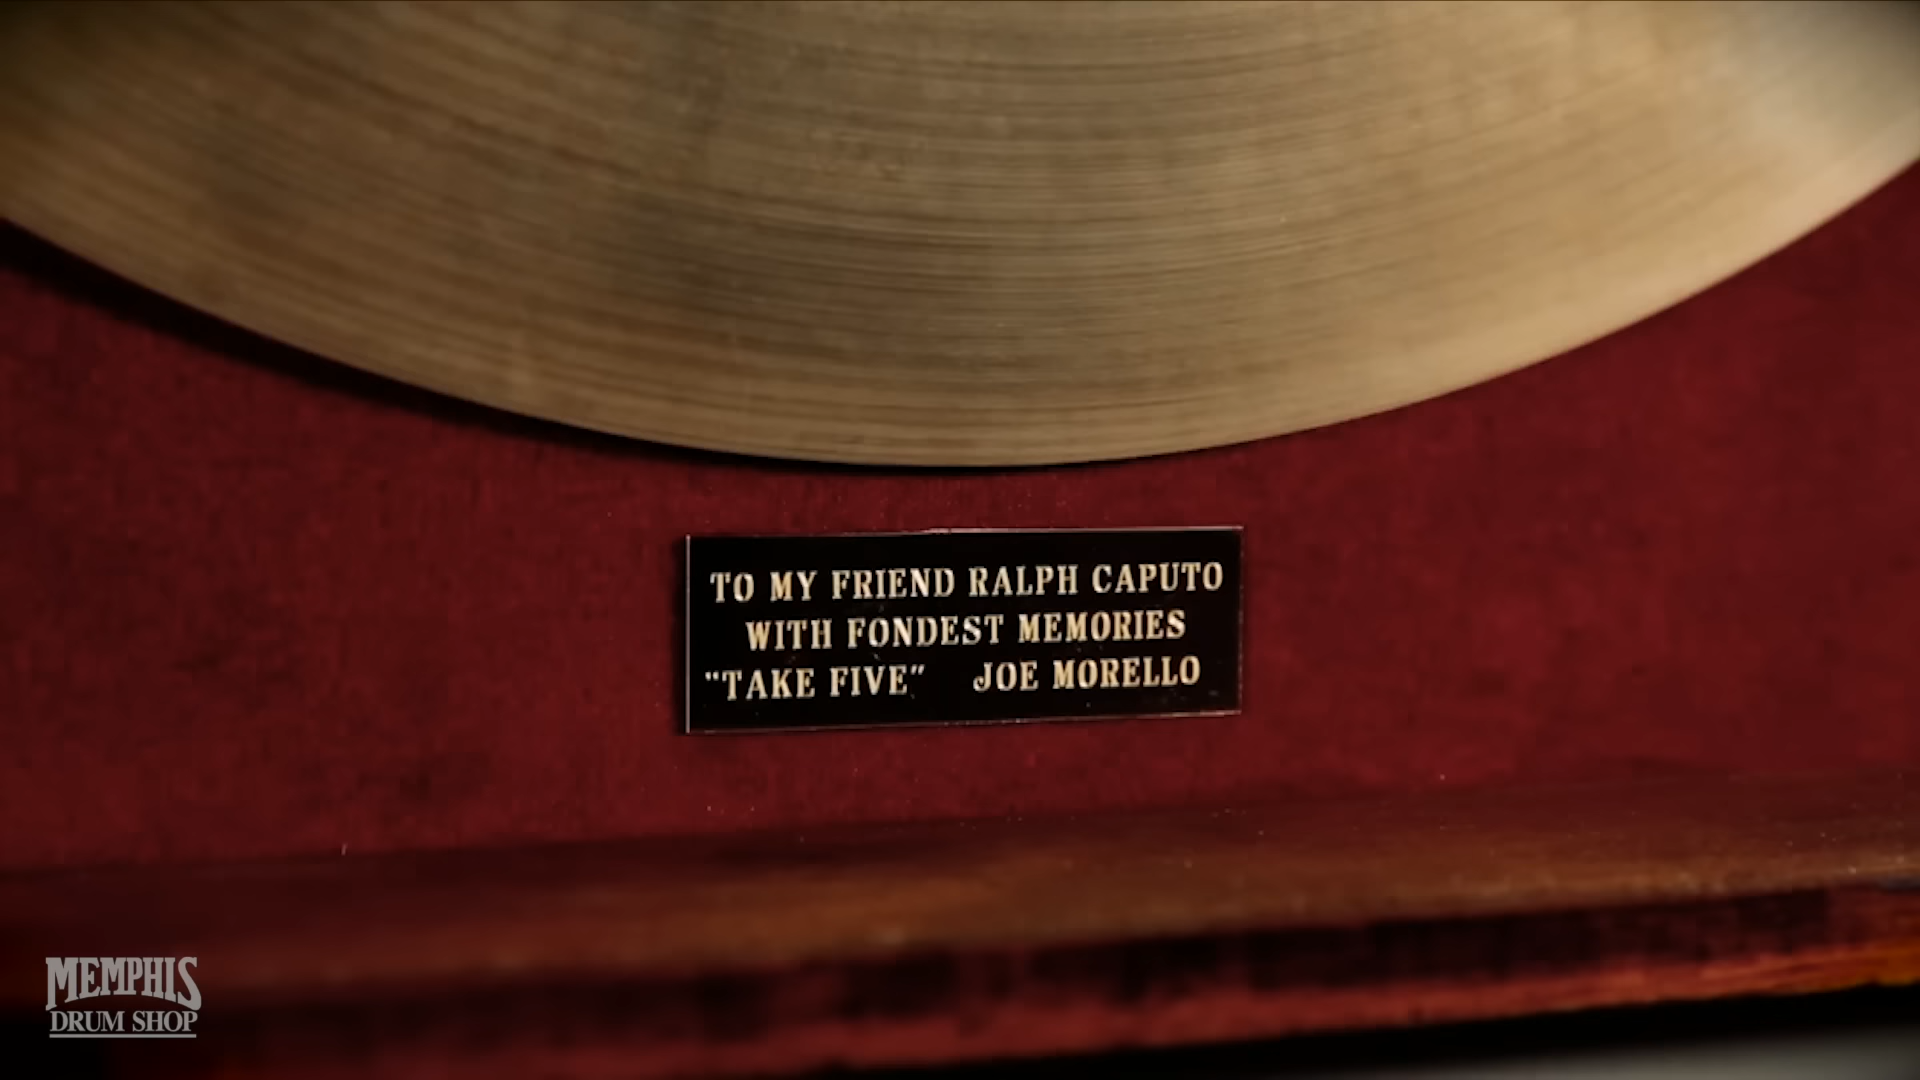 TO MY FRIEND RALPH CAPUTO
WITH FONDEST MEMORIES
"TAKE FIVE" JOE MORELLO
MEMPHIS
DRUM SHOP